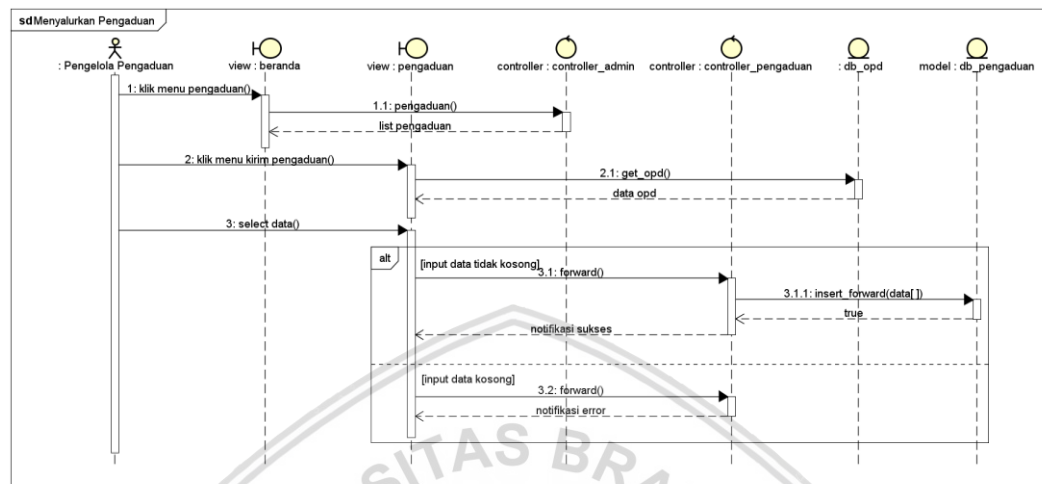 sd Menyalurkan Pengaduan
: Pengelola Pengaduan
view : beranda
view : pengaduan
controller : controller_admin
controller : controller_pengaduan
: db_opd
model : db_pengaduan
1: klik menu pengaduan()
1.1: pengaduan()
list pengaduan
2: klik menu kirim pengaduan()
2.1: get_opd()
data opd
3: select data()
alt
[input data tidak kosong]
3.1: forward()
3.1.1: insert_forward(data[ ])
true
notifikasi sukses
[input data kosong]
3.2: forward()
notifikasi error
SITAS BRA